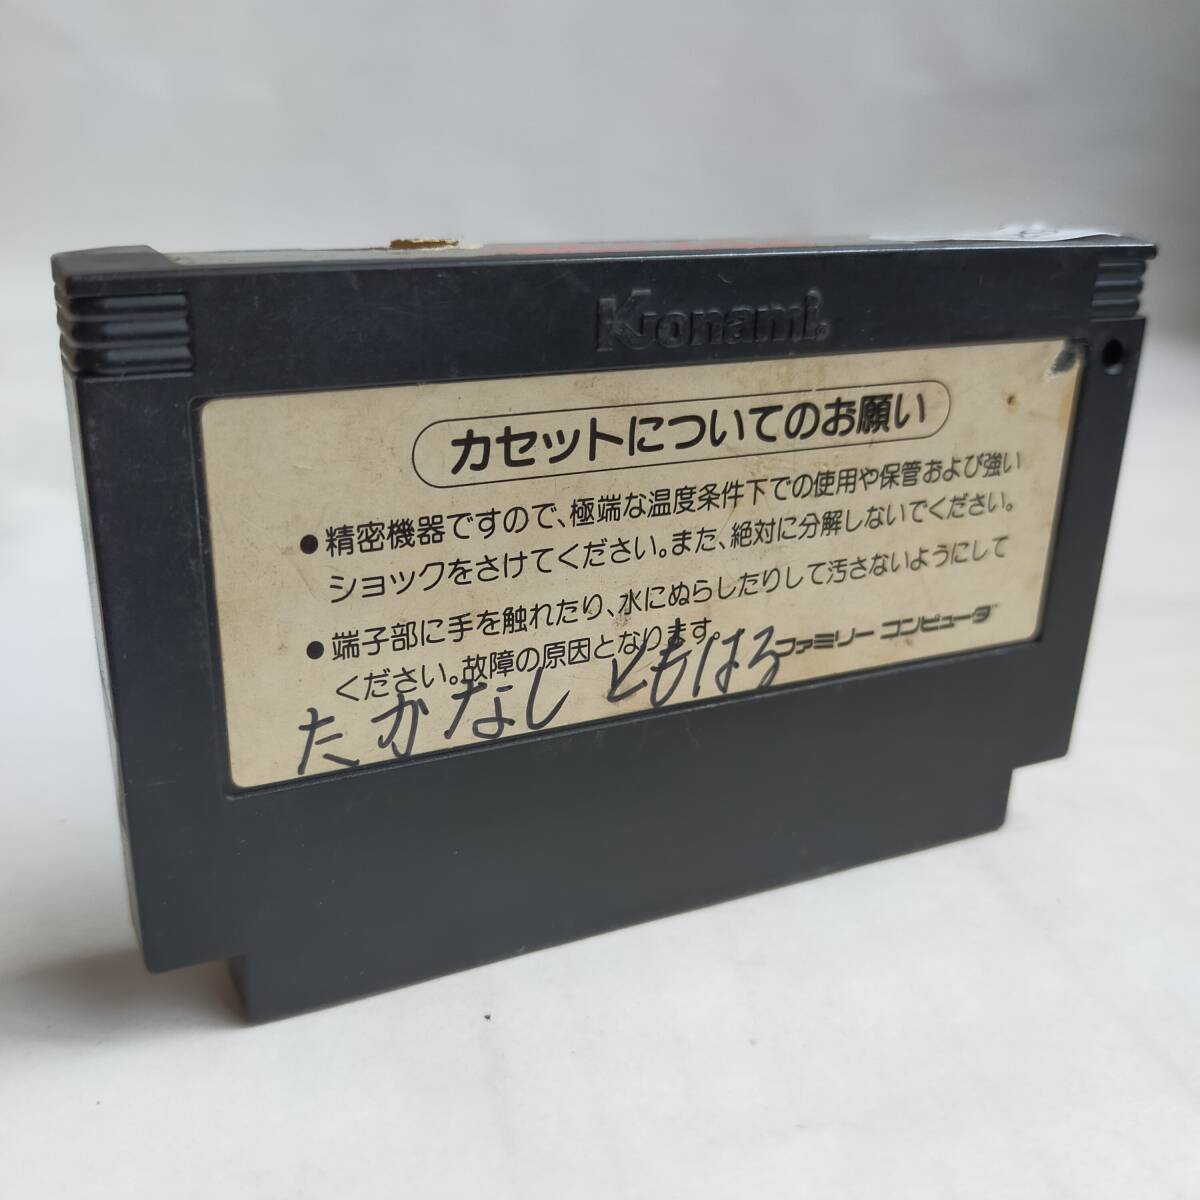 Konami
カセットについてのお願い
●精密機器ですので、極端な温度条件下での使用や保管および強い
ショックをさけてください。また、絶対に分解しないでください。
●端子部に手を触れたり、水にぬらしたりして汚さないようにして
ください。故障の原因となります。
ファミリー コンピュータ™
たかなし ともはる